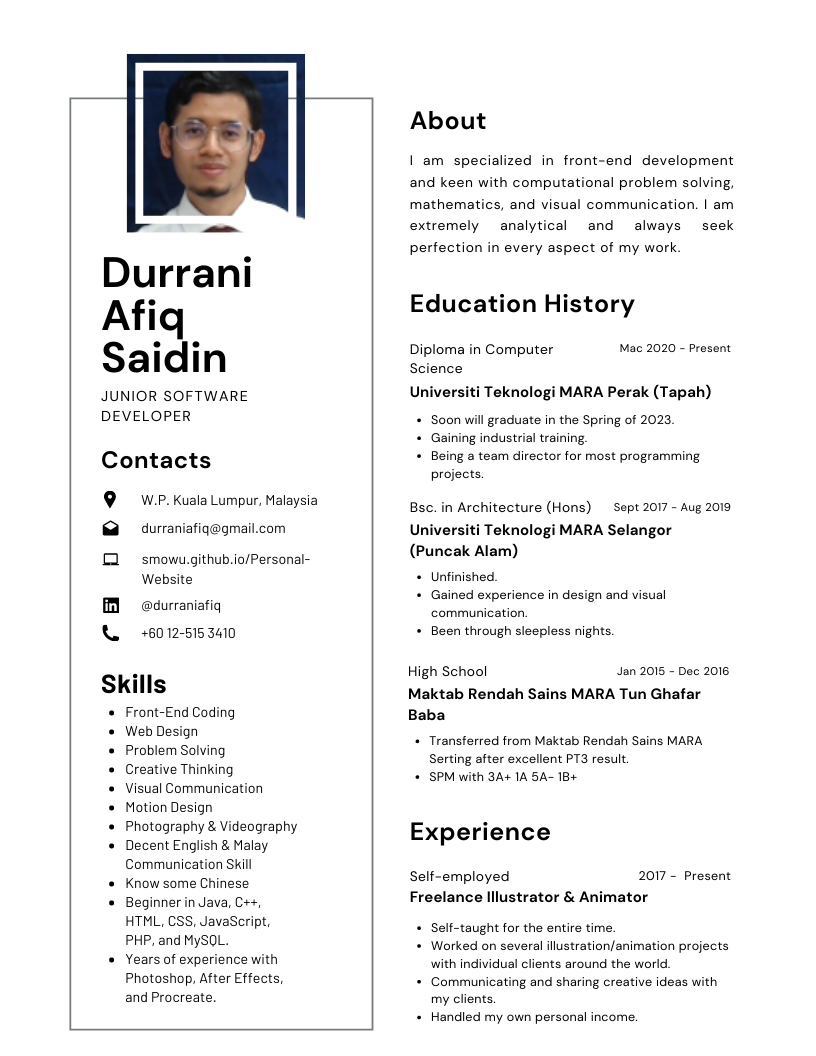 Durrani
Afiq
Saidin
JUNIOR SOFTWARE
DEVELOPER
Contacts
W.P. Kuala Lumpur, Malaysia
durraniafiq@gmail.com
smowu.github.io/Personal-
Website
@durraniafiq
+60 12-515 3410
Skills
• Front-End Coding
• Web Design
• Problem Solving
• Creative Thinking
• Visual Communication
• Motion Design
• Photography & Videography
• Decent English & Malay
Communication Skill
• Know some Chinese
• Beginner in Java, C++,
HTML, CSS, JavaScript,
PHP, and MySQL.
• Years of experience with
Photoshop, After Effects,
and Procreate.
About
I am specialized in front-end development
and keen with computational problem solving,
mathematics, and visual communication. I am
extremely analytical and always seek
perfection in every aspect of my work.
Education History
Diploma in Computer Mac 2020 - Present
Science
Universiti Teknologi MARA Perak (Tapah)
• Soon will graduate in the Spring of 2023.
• Gaining industrial training.
• Being a team director for most programming
projects.
Bsc. in Architecture (Hons) Sept 2017 - Aug 2019
Universiti Teknologi MARA Selangor
(Puncak Alam)
• Unfinished.
• Gained experience in design and visual
communication.
• Been through sleepless nights.
High School Jan 2015 - Dec 2016
Maktab Rendah Sains MARA Tun Ghafar
Baba
• Transferred from Maktab Rendah Sains MARA
Serting after excellent PT3 result.
• SPM with 3A+ 1A 5A- 1B+
Experience
Self-employed 2017 - Present
Freelance Illustrator & Animator
• Self-taught for the entire time.
• Worked on several illustration/animation projects
with individual clients around the world.
• Communicating and sharing creative ideas with
my clients.
• Handled my own personal income.